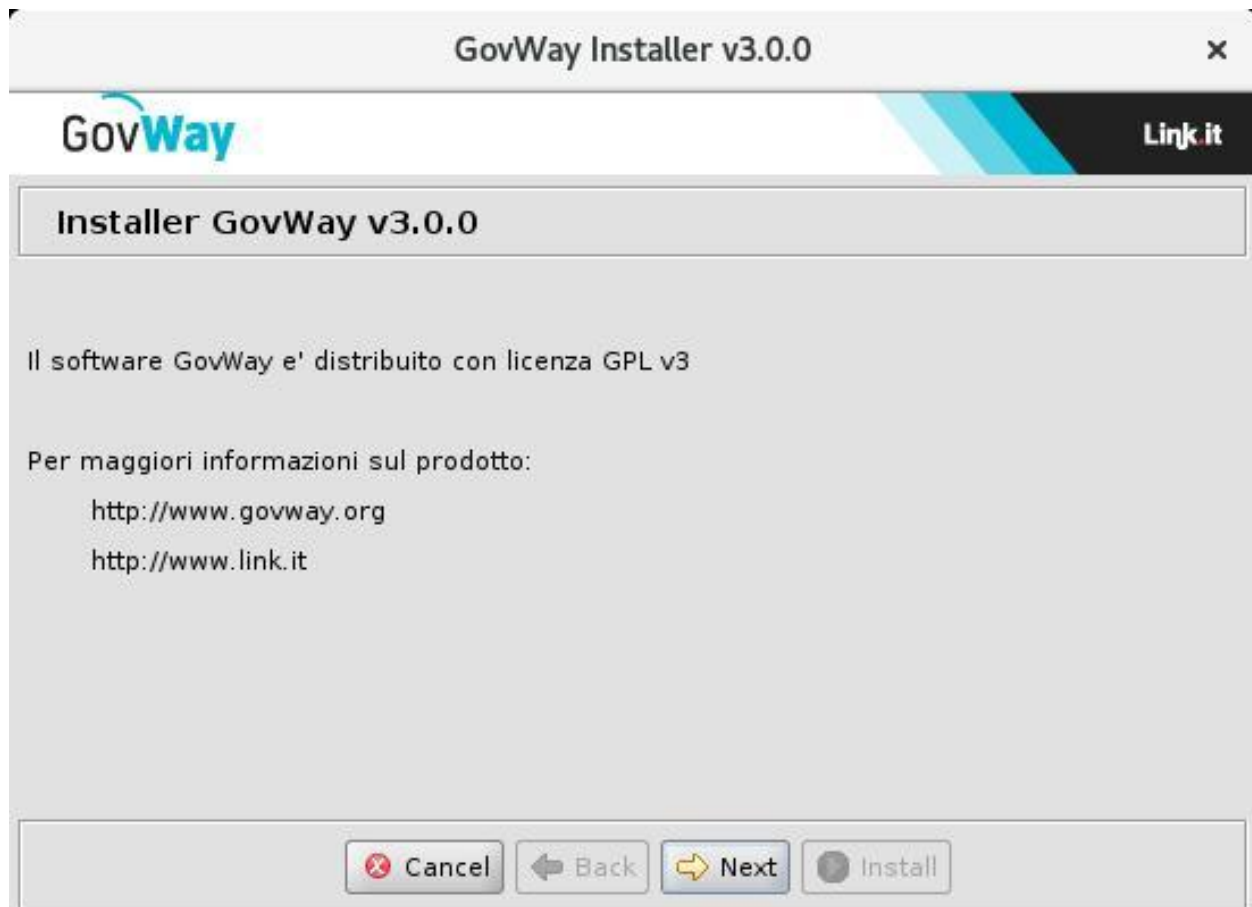 GovWay Installer v3.0.0
GovWay
Link.it
Installer GovWay v3.0.0
Il software GovWay e' distribuito con licenza GPL v3
Per maggiori informazioni sul prodotto:
http://www.govway.org
http://www.link.it
Cancel Back Next Install